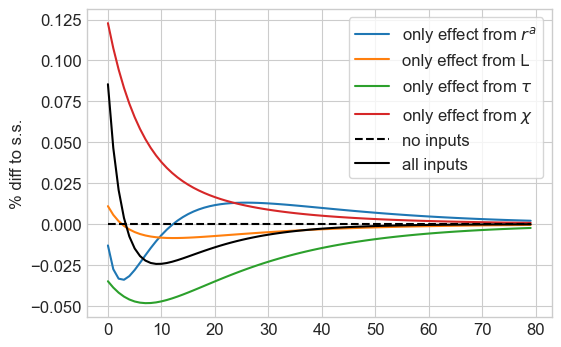 0.125
0.100
0.075
0.050
0.025
0.000
−0.025
−0.050
% diff to s.s.
only effect from r^a
only effect from L
only effect from τ
only effect from χ
no inputs
all inputs
0 10 20 30 40 50 60 70 80